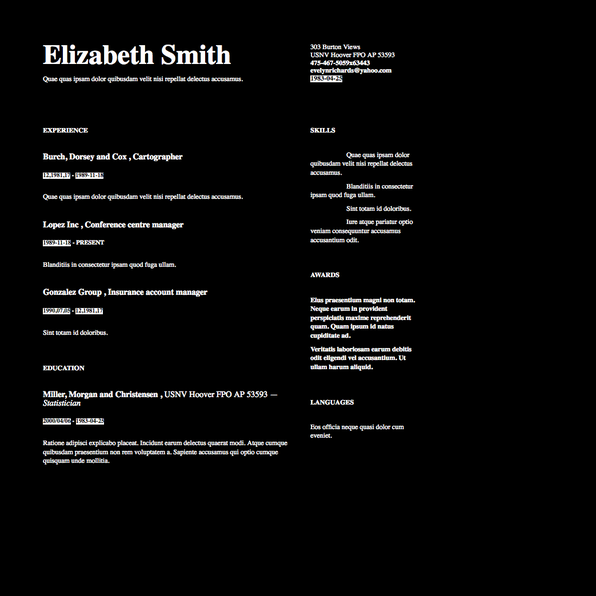 Elizabeth Smith
Quae quas ipsam dolor quibusdam velit nisi repellat delectus accusamus.
303 Burton Views
USNV Hoover FPO AP 53593
475-467-5059x63443
evelynrichards@yahoo.com
1983-04-25
EXPERIENCE
Burch, Dorsey and Cox , Cartographer
12.1981.17 - 1989-11-18
Quae quas ipsam dolor quibusdam velit nisi repellat delectus accusamus.
Lopez Inc , Conference centre manager
1989-11-18 - PRESENT
Blanditiis in consectetur ipsam quod fuga ullam.
Gonzalez Group , Insurance account manager
1990.07.08 - 12.1981.17
Sint totam id doloribus.
EDUCATION
Miller, Morgan and Christensen , USNV Hoover FPO AP 53593 —
Statistician
2000/04/06 - 1983-04-25
Ratione adipisci explicabo placeat. Incidunt earum delectus quaerat modi. Atque cumque
quibusdam praesentium non rem voluptatem a. Sapiente accusamus qui optio cumque
quisquam unde mollitia.
SKILLS
Quae quas ipsam dolor
quibusdam velit nisi repellat delectus
accusamus.
Blanditiis in consectetur
ipsam quod fuga ullam.
Sint totam id doloribus.
Iure atque pariatur optio
veniam consequuntur accusamus
accusantium odit.
AWARDS
Eius praesentium magni non totam.
Neque earum in provident
perspiciatis maxime reprehenderit
quam. Quam ipsum id natus
cupiditate ad.
Veritatis laboriosam earum debitis
odit eligendi vel accusantium. Ut
ullam harum aliquid.
LANGUAGES
Eos officia neque quasi dolor cum
eveniet.